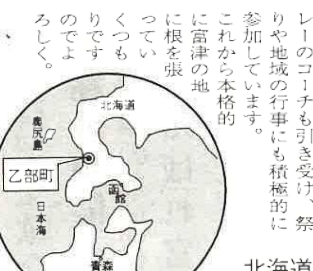 レーのコーチも引き受け、祭
りや地域の行事にも積極的に
参加しています。
これから本格的
に富津の地
に根を張
ってい
くつも
りです
のでよ
ろしく。
北海道
奥尻島
乙部町
函館
日本海
青森
北海道